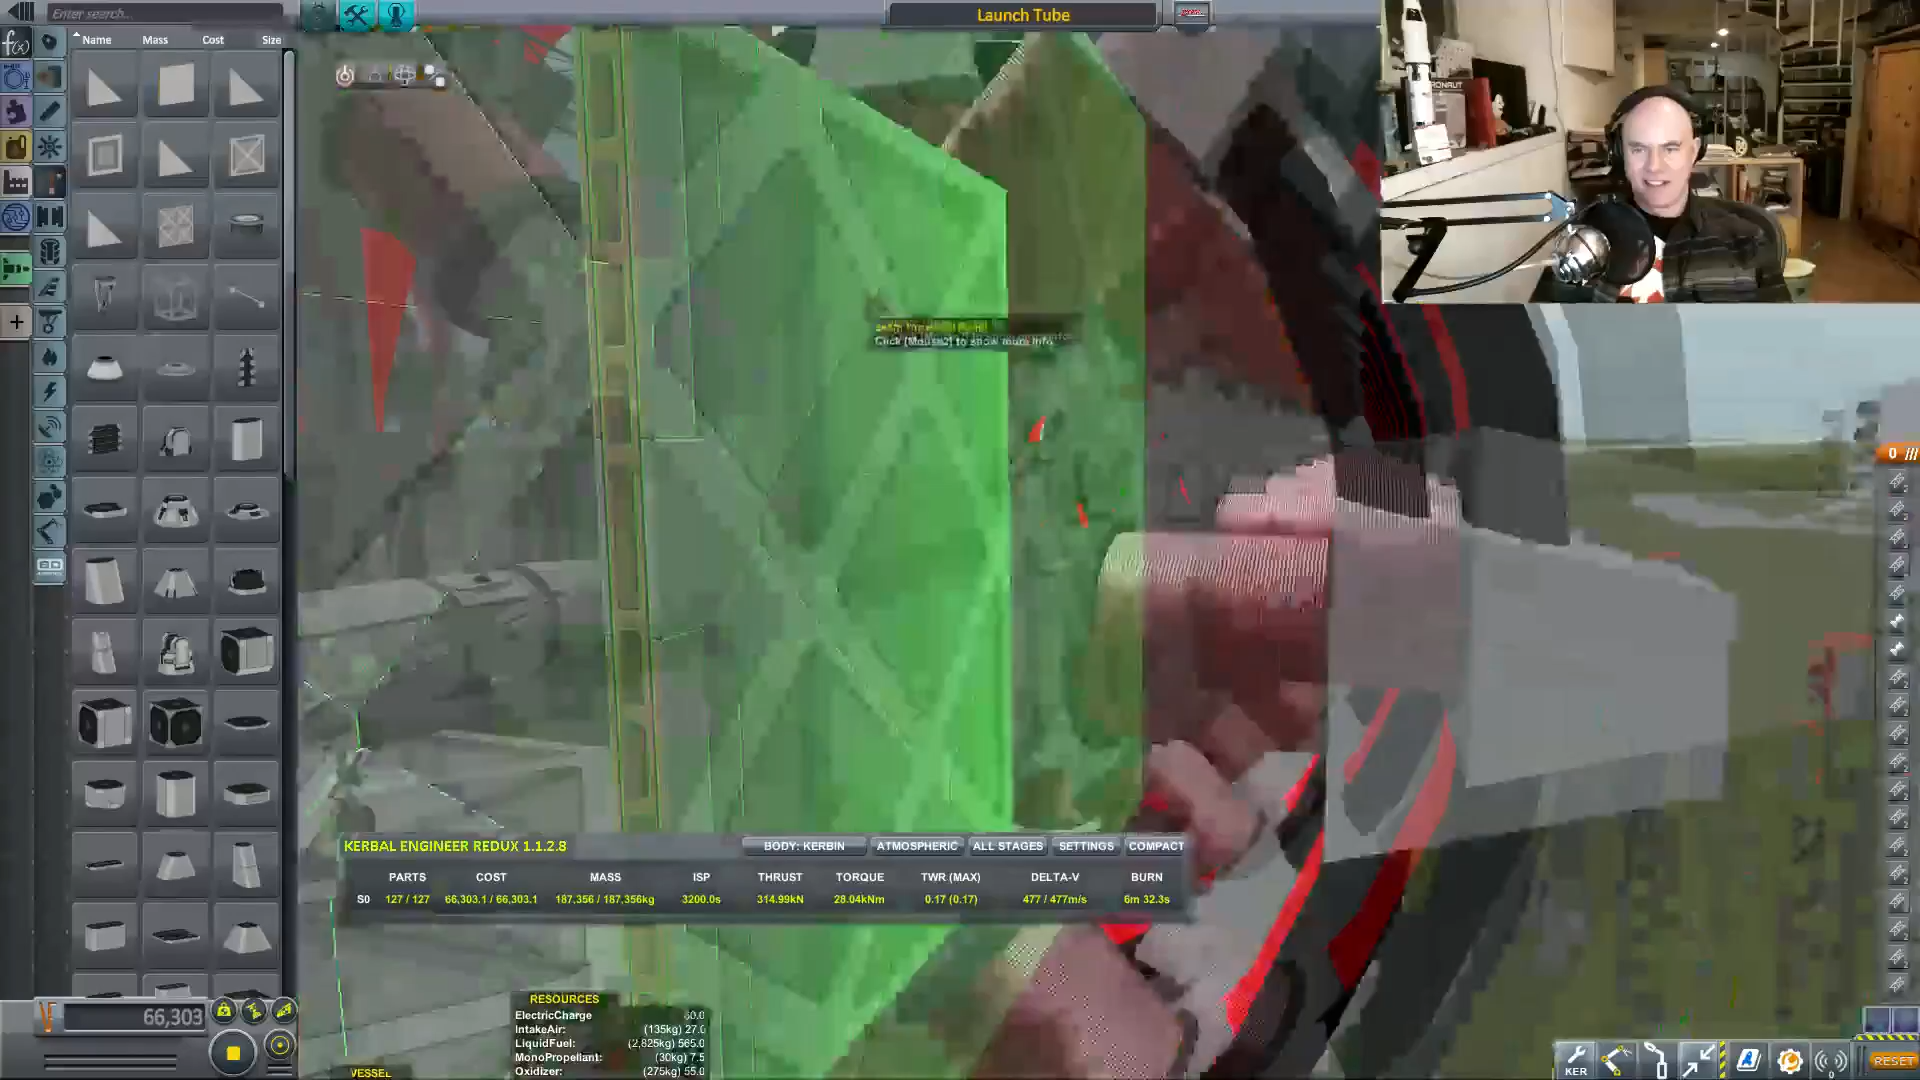 Enter search...
Launch Tube
Name Mass Cost Size
Click [Mouse2] to show more info
0
KERBAL ENGINEER REDUX 1.1.2.8
BODY: KERBIN ATMOSPHERIC ALL STAGES SETTINGS COMPACT
PARTS COST MASS ISP THRUST TORQUE TWR (MAX) DELTA-V BURN
S0 127 / 127 66,303.1 / 66,303.1 187,356 / 187,356kg 3200.0s 314.99kN 28.04kNm 0.17 (0.17) 477 / 477m/s 6m 32.3s
66,303
RESOURCES
ElectricCharge 60.0
IntakeAir: (135kg) 27.0
LiquidFuel: (2,825kg) 565.0
MonoPropellant: (30kg) 7.5
Oxidizer: (275kg) 55.0
VESSEL
KER
RESET